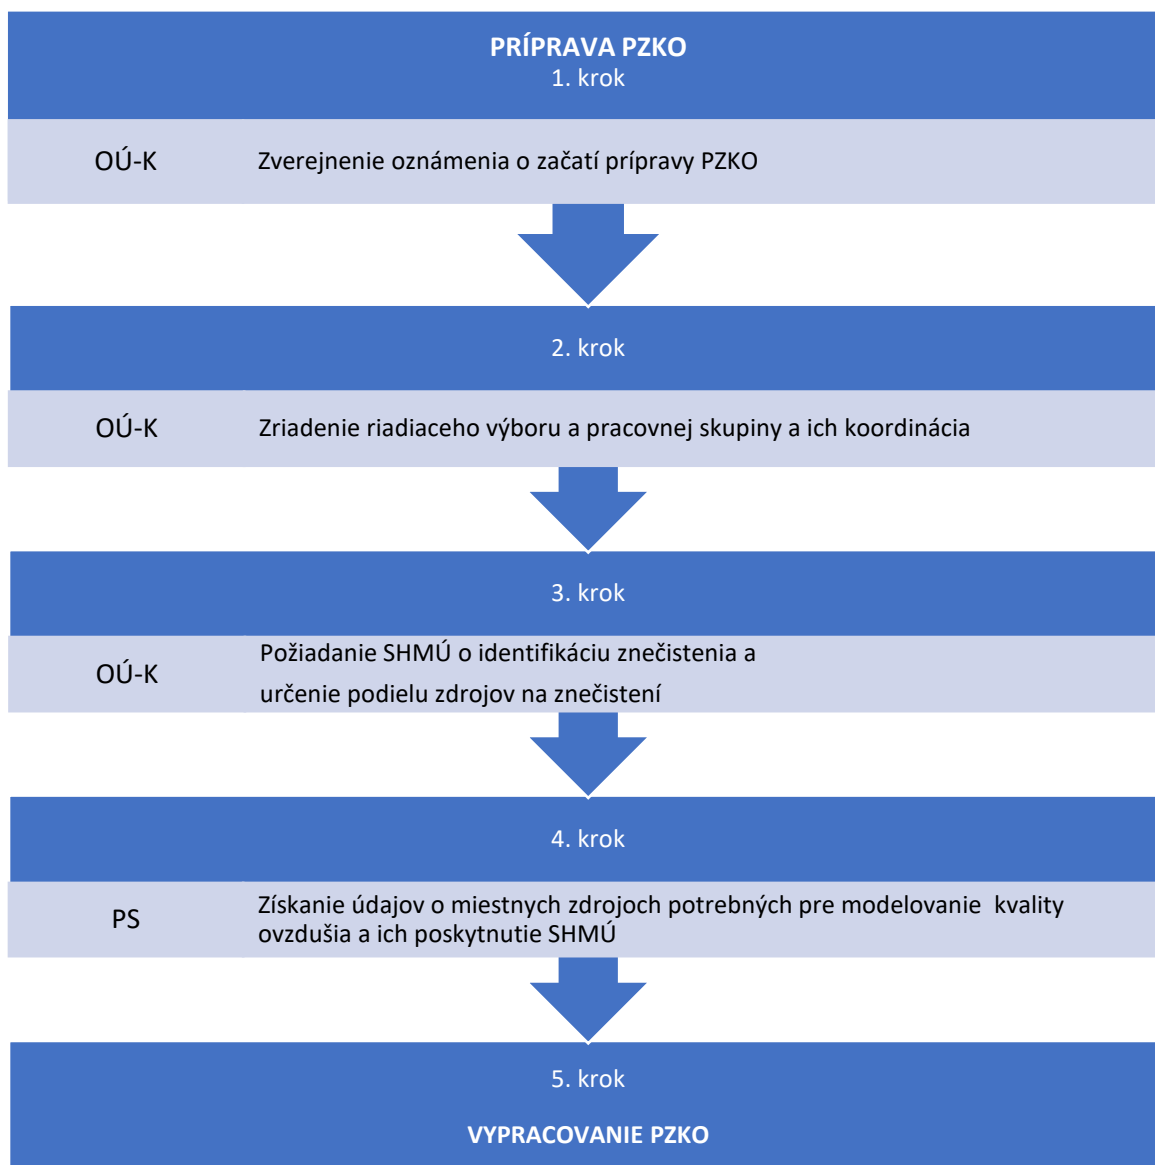 PRÍPRAVA PZKO
1. krok
OÚ-K
Zverejnenie oznámenia o začatí prípravy PZKO
2. krok
OÚ-K
Zriadenie riadiaceho výboru a pracovnej skupiny a ich koordinácia
3. krok
OÚ-K
Požiadanie SHMÚ o identifikáciu znečistenia a
určenie podielu zdrojov na znečistení
4. krok
PS
Získanie údajov o miestnych zdrojoch potrebných pre modelovanie kvality
ovzdušia a ich poskytnutie SHMÚ
5. krok
VYPRACOVANIE PZKO